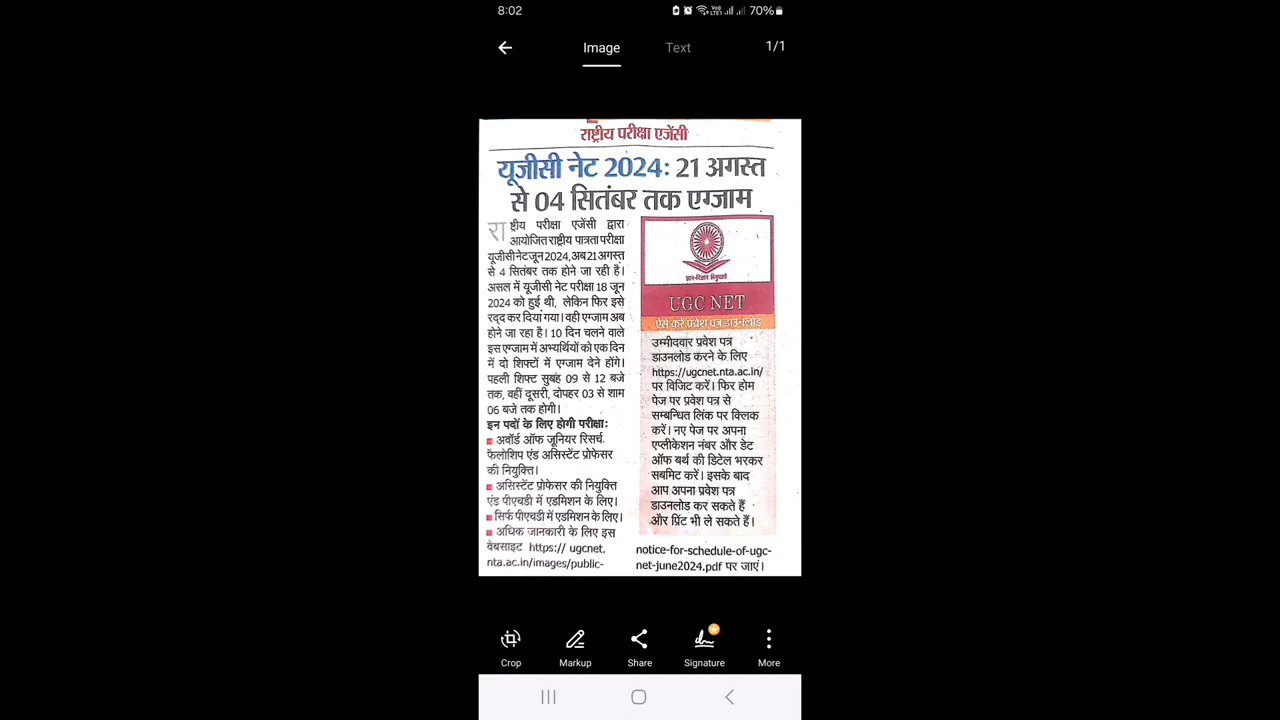 8:02
70%
Image
Text
1/1
राष्ट्रीय परीक्षा एजेंसी
यूजीसी नेट 2024: 21 अगस्त
से 04 सितंबर तक एग्जाम
राष्ट्रीय परीक्षा एजेंसी द्वारा
आयोजित राष्ट्रीय पात्रता परीक्षा
यूजीसी नेट जून 2024, अब 21 अगस्त
से 4 सितंबर तक होने जा रही है।
असल में यूजीसी नेट परीक्षा 18 जून
2024 को हुई थी, लेकिन फिर इसे
रद्द कर दिया गया। वही एग्जाम अब
होने जा रहा है। 10 दिन चलने वाले
इस एग्जाम में अभ्यर्थियों को एक दिन
में दो शिफ्टों में एग्जाम देने होंगे।
पहली शिफ्ट सुबह 09 से 12 बजे
तक, वहीं दूसरी, दोपहर 03 से शाम
06 बजे तक होगी।
इन पदों के लिए होगी परीक्षा:
अवॉर्ड ऑफ जूनियर रिसर्च
फैलोशिप एंड असिस्टेंट प्रोफेसर
की नियुक्ति।
असिस्टेंट प्रोफेसर की नियुक्ति
एंड पीएचडी में एडमिशन के लिए।
सिर्फ पीएचडी में एडमिशन के लिए।
अधिक जानकारी के लिए इस
वेबसाइट https:// ugcnet.
nta.ac.in/images/public-
ज्ञान-विज्ञान विमुक्तये
UGC NET
ऐसे करें प्रवेश पत्र डाउनलोड
उम्मीदवार प्रवेश पत्र
डाउनलोड करने के लिए
https://ugcnet.nta.ac.in/
पर विजिट करें। फिर होम
पेज पर प्रवेश पत्र से
सम्बन्धित लिंक पर क्लिक
करें। नए पेज पर अपना
एप्लीकेशन नंबर और डेट
ऑफ बर्थ की डिटेल भरकर
सबमिट करें। इसके बाद
आप अपना प्रवेश पत्र
डाउनलोड कर सकते हैं
और प्रिंट भी ले सकते हैं।
notice-for-schedule-of-ugc-
net-june2024.pdf पर जाएं।
Crop
Markup
Share
Signature
More